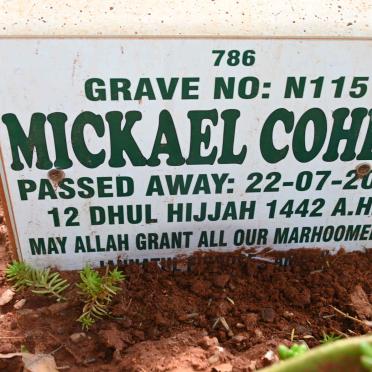 786
GRAVE NO: N115
MICKAEL COH
PASSED AWAY: 22-07-20
12 DHUL HIJJAH 1442 A.H
MAY ALLAH GRANT ALL OUR MARHOOME